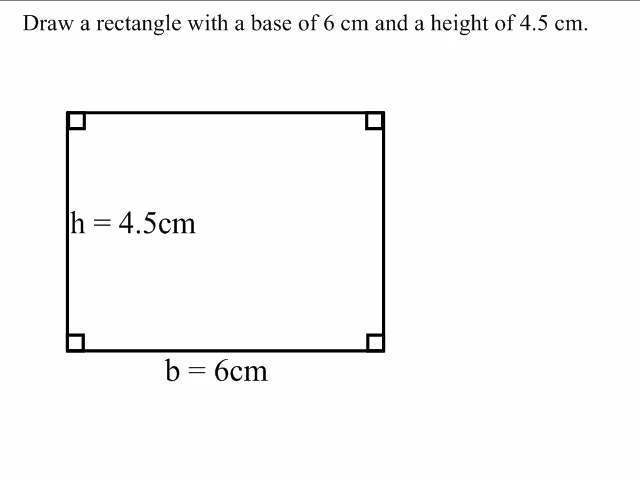 Draw a rectangle with a base of 6 cm and a height of 4.5 cm.
h = 4.5cm
b = 6cm